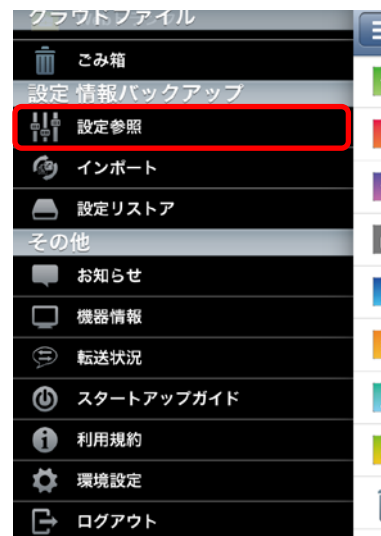 クラウドファイル
ごみ箱
設定 情報バックアップ
設定参照
インポート
設定リストア
その他
お知らせ
機器情報
転送状況
スタートアップガイド
利用規約
環境設定
ログアウト